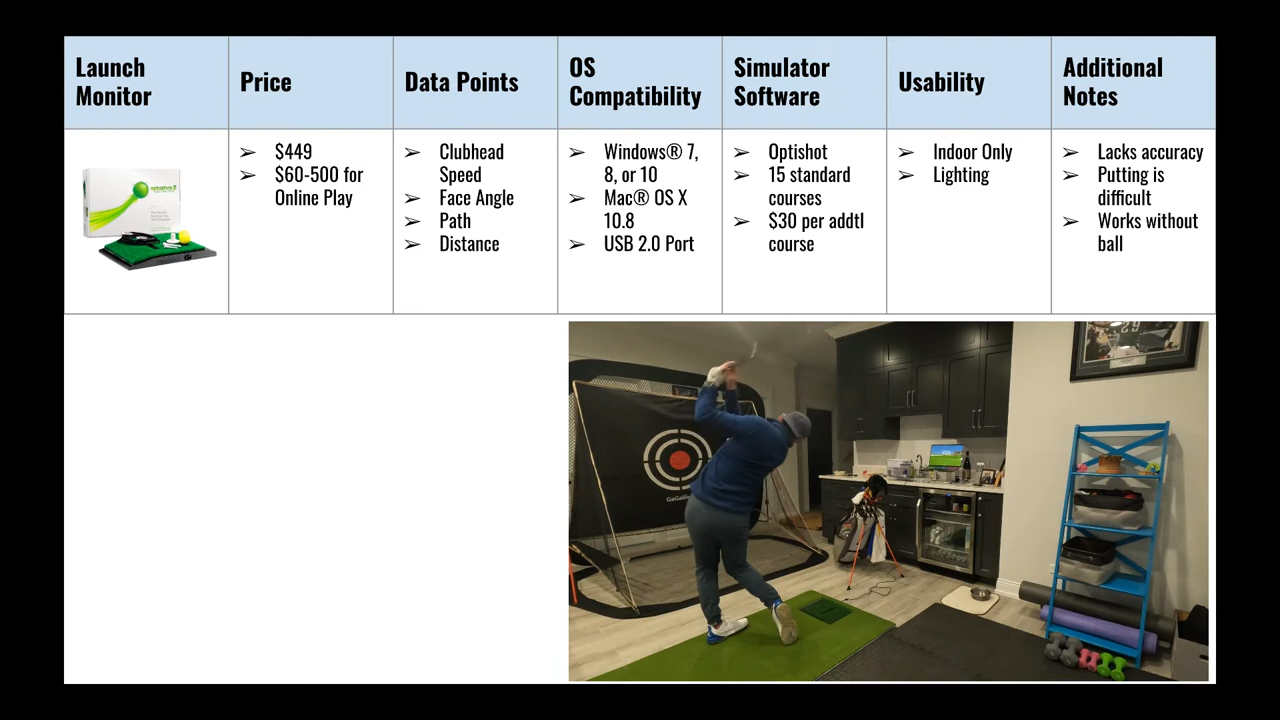 Launch
Monitor
Price
Data Points
OS
Compatibility
Simulator
Software
Usability
Additional
Notes
optishot2
➢ $449
➢ $60-500 for
Online Play
➢ Clubhead
Speed
➢ Face Angle
➢ Path
➢ Distance
➢ Windows® 7,
8, or 10
➢ Mac® OS X
10.8
➢ USB 2.0 Port
➢ Optishot
➢ 15 standard
courses
➢ $30 per addtl
course
➢ Indoor Only
➢ Lighting
➢ Lacks accuracy
➢ Putting is
difficult
➢ Works without
ball